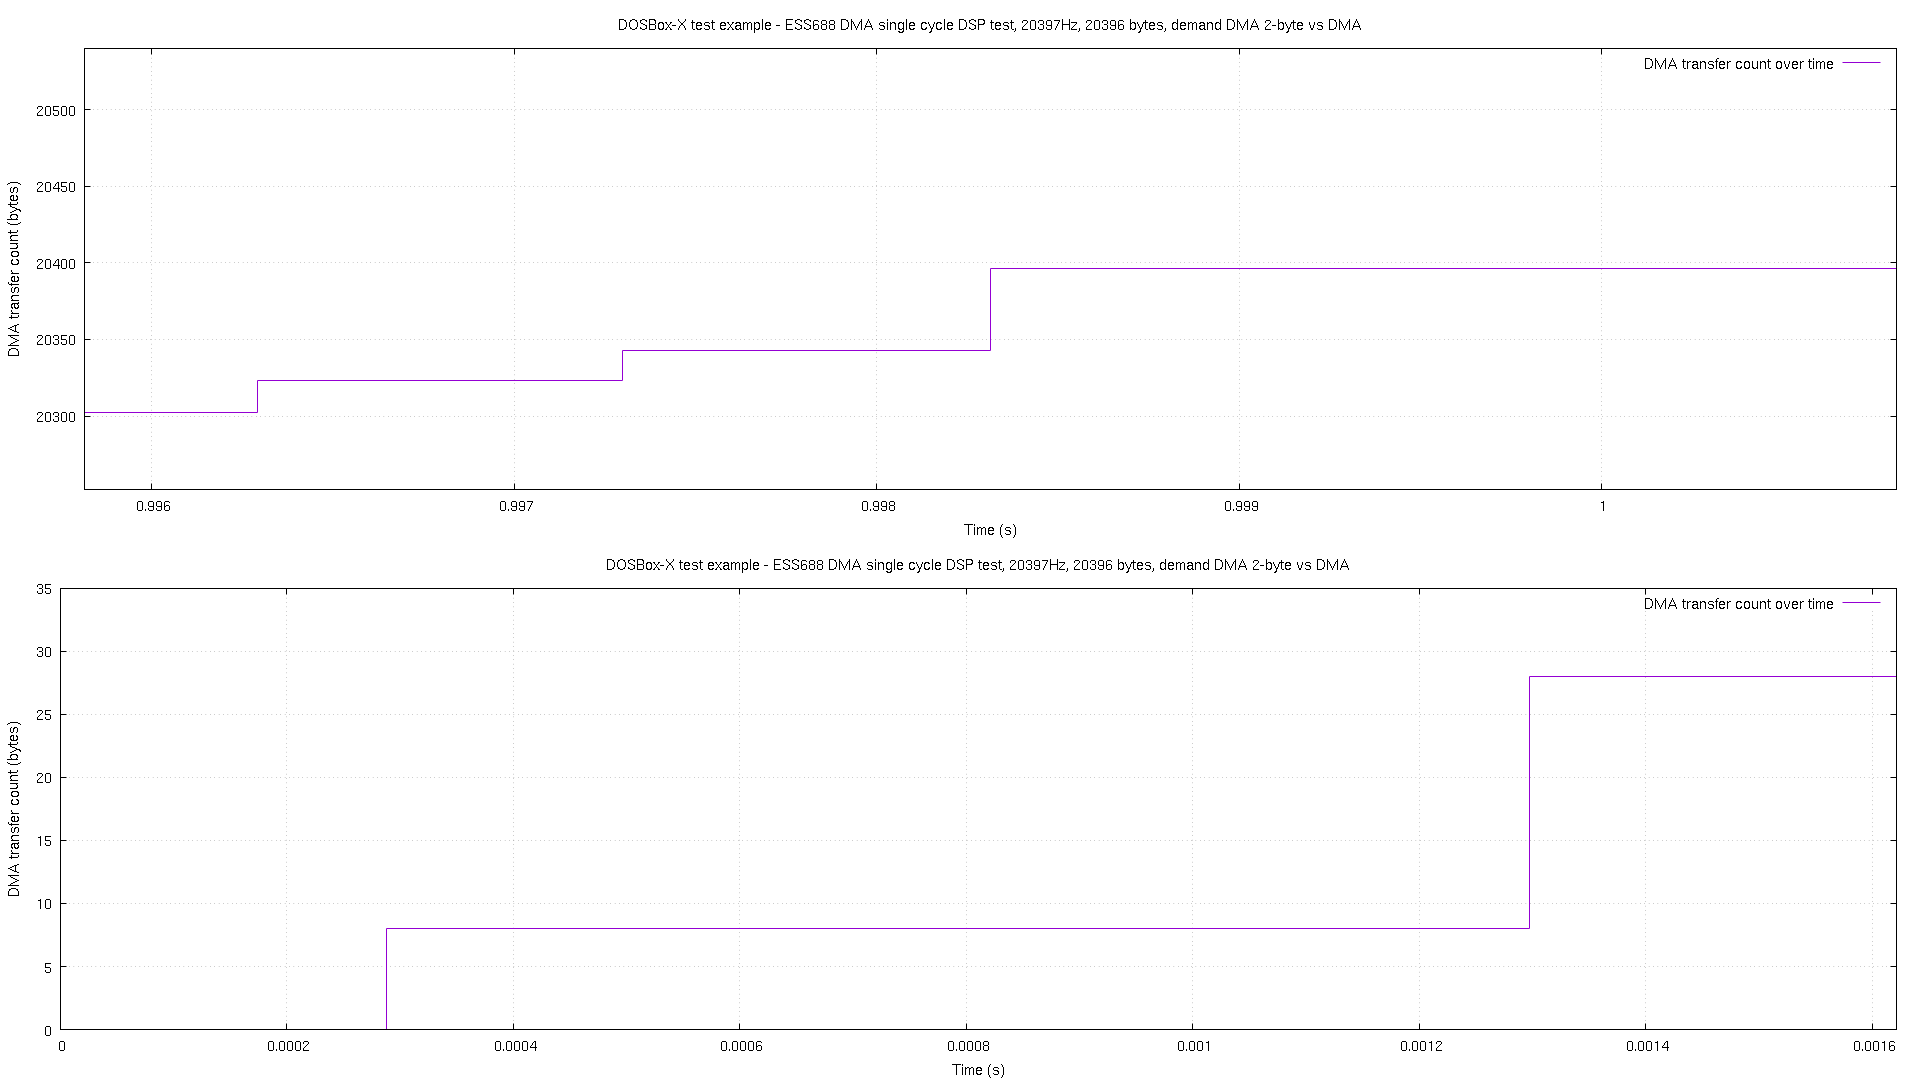 DOSBox-X test example - ESS688 DMA single cycle DSP test, 20397Hz, 20396 bytes, demand DMA 2-byte vs DMA
DMA transfer count over time
DMA transfer count (bytes)
20500
20450
20400
20350
20300
0.996 0.997 0.998 0.999 1
Time (s)
DOSBox-X test example - ESS688 DMA single cycle DSP test, 20397Hz, 20396 bytes, demand DMA 2-byte vs DMA
DMA transfer count over time
DMA transfer count (bytes)
35
30
25
20
15
10
5
0
0 0.0002 0.0004 0.0006 0.0008 0.001 0.0012 0.0014 0.0016
Time (s)